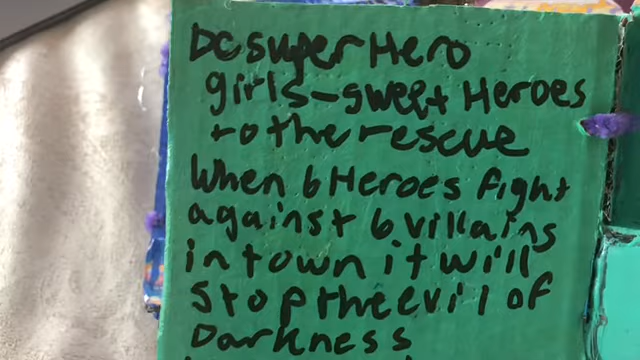 DC super Hero
girls-sweet Heroes
to the rescue
When 6 Heroes fight
against 6 villains
in town it will
stop the evil of
Darkness